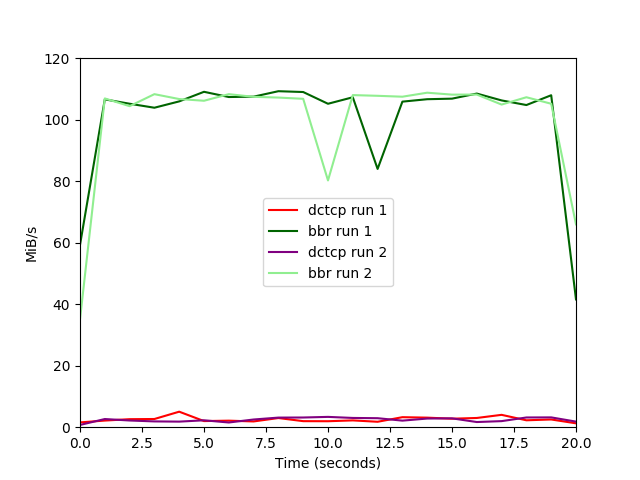 120
100
80
60
40
20
0
MiB/s
dctcp run 1
bbr run 1
dctcp run 2
bbr run 2
0.0 2.5 5.0 7.5 10.0 12.5 15.0 17.5 20.0
Time (seconds)